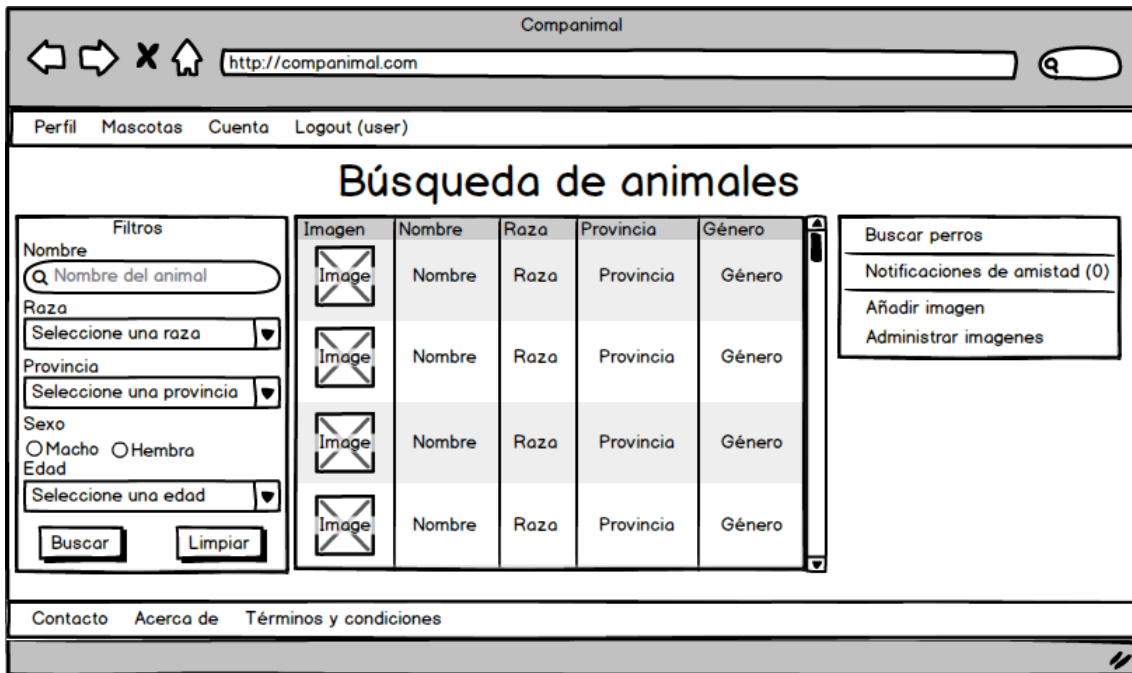 Companimal
http://companimal.com
Perfil Mascotas Cuenta Logout (user)
Búsqueda de animales
Filtros
Nombre
Nombre del animal
Raza
Seleccione una raza
Provincia
Seleccione una provincia
Sexo
Macho Hembra
Edad
Seleccione una edad
Buscar Limpiar
Imagen Nombre Raza Provincia Género
Image Nombre Raza Provincia Género
Image Nombre Raza Provincia Género
Image Nombre Raza Provincia Género
Image Nombre Raza Provincia Género
Buscar perros
Notificaciones de amistad (0)
Añadir imagen
Administrar imagenes
Contacto Acerca de Términos y condiciones